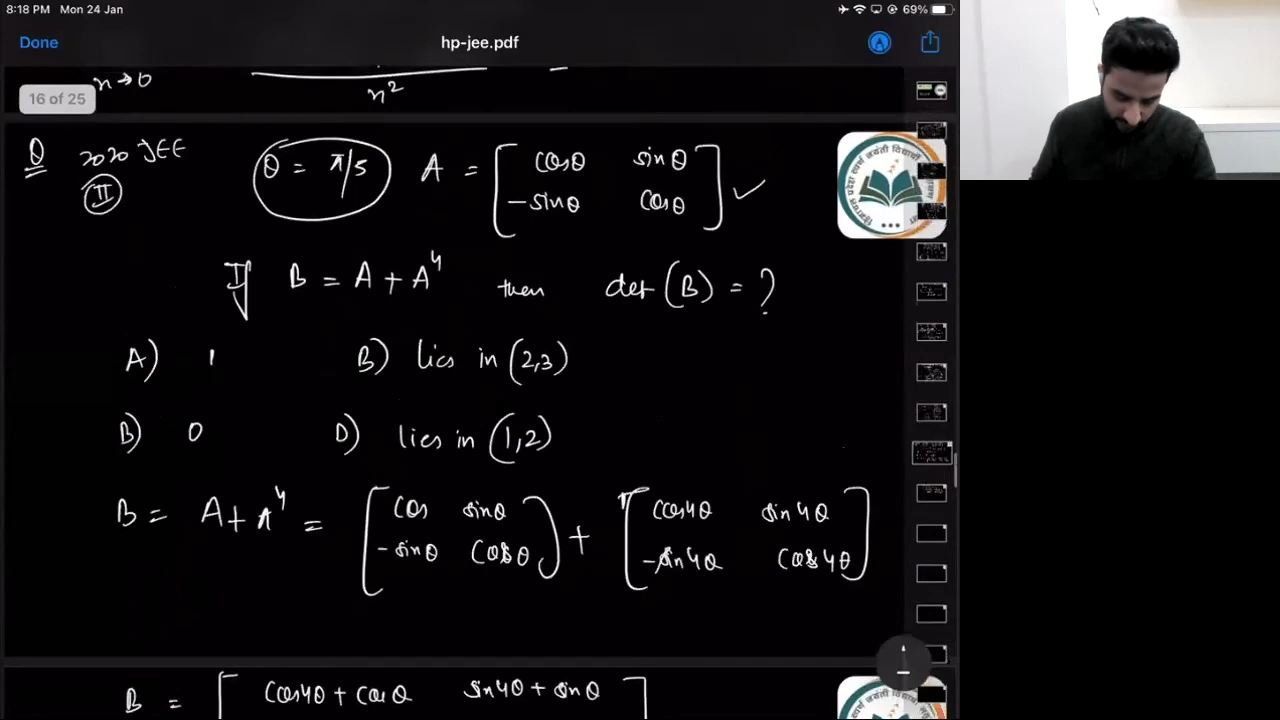 8:18 PM Mon 24 Jan
69%
Done
hp-jee.pdf
n→0
n²
16 of 25
Q 2020 JEE
II
θ = π/5 A = [cosθ sinθ
-sinθ cosθ]
If B = A + A⁴ then det(B) = ?
A) 1 B) lies in (2,3)
B) 0 D) lies in (1,2)
B = A + A⁴ = [cos sinθ
-sinθ cosθ] + [cos4θ sin4θ
-sin4θ cos4θ]
B = [cos4θ + cosθ sin4θ + sinθ]